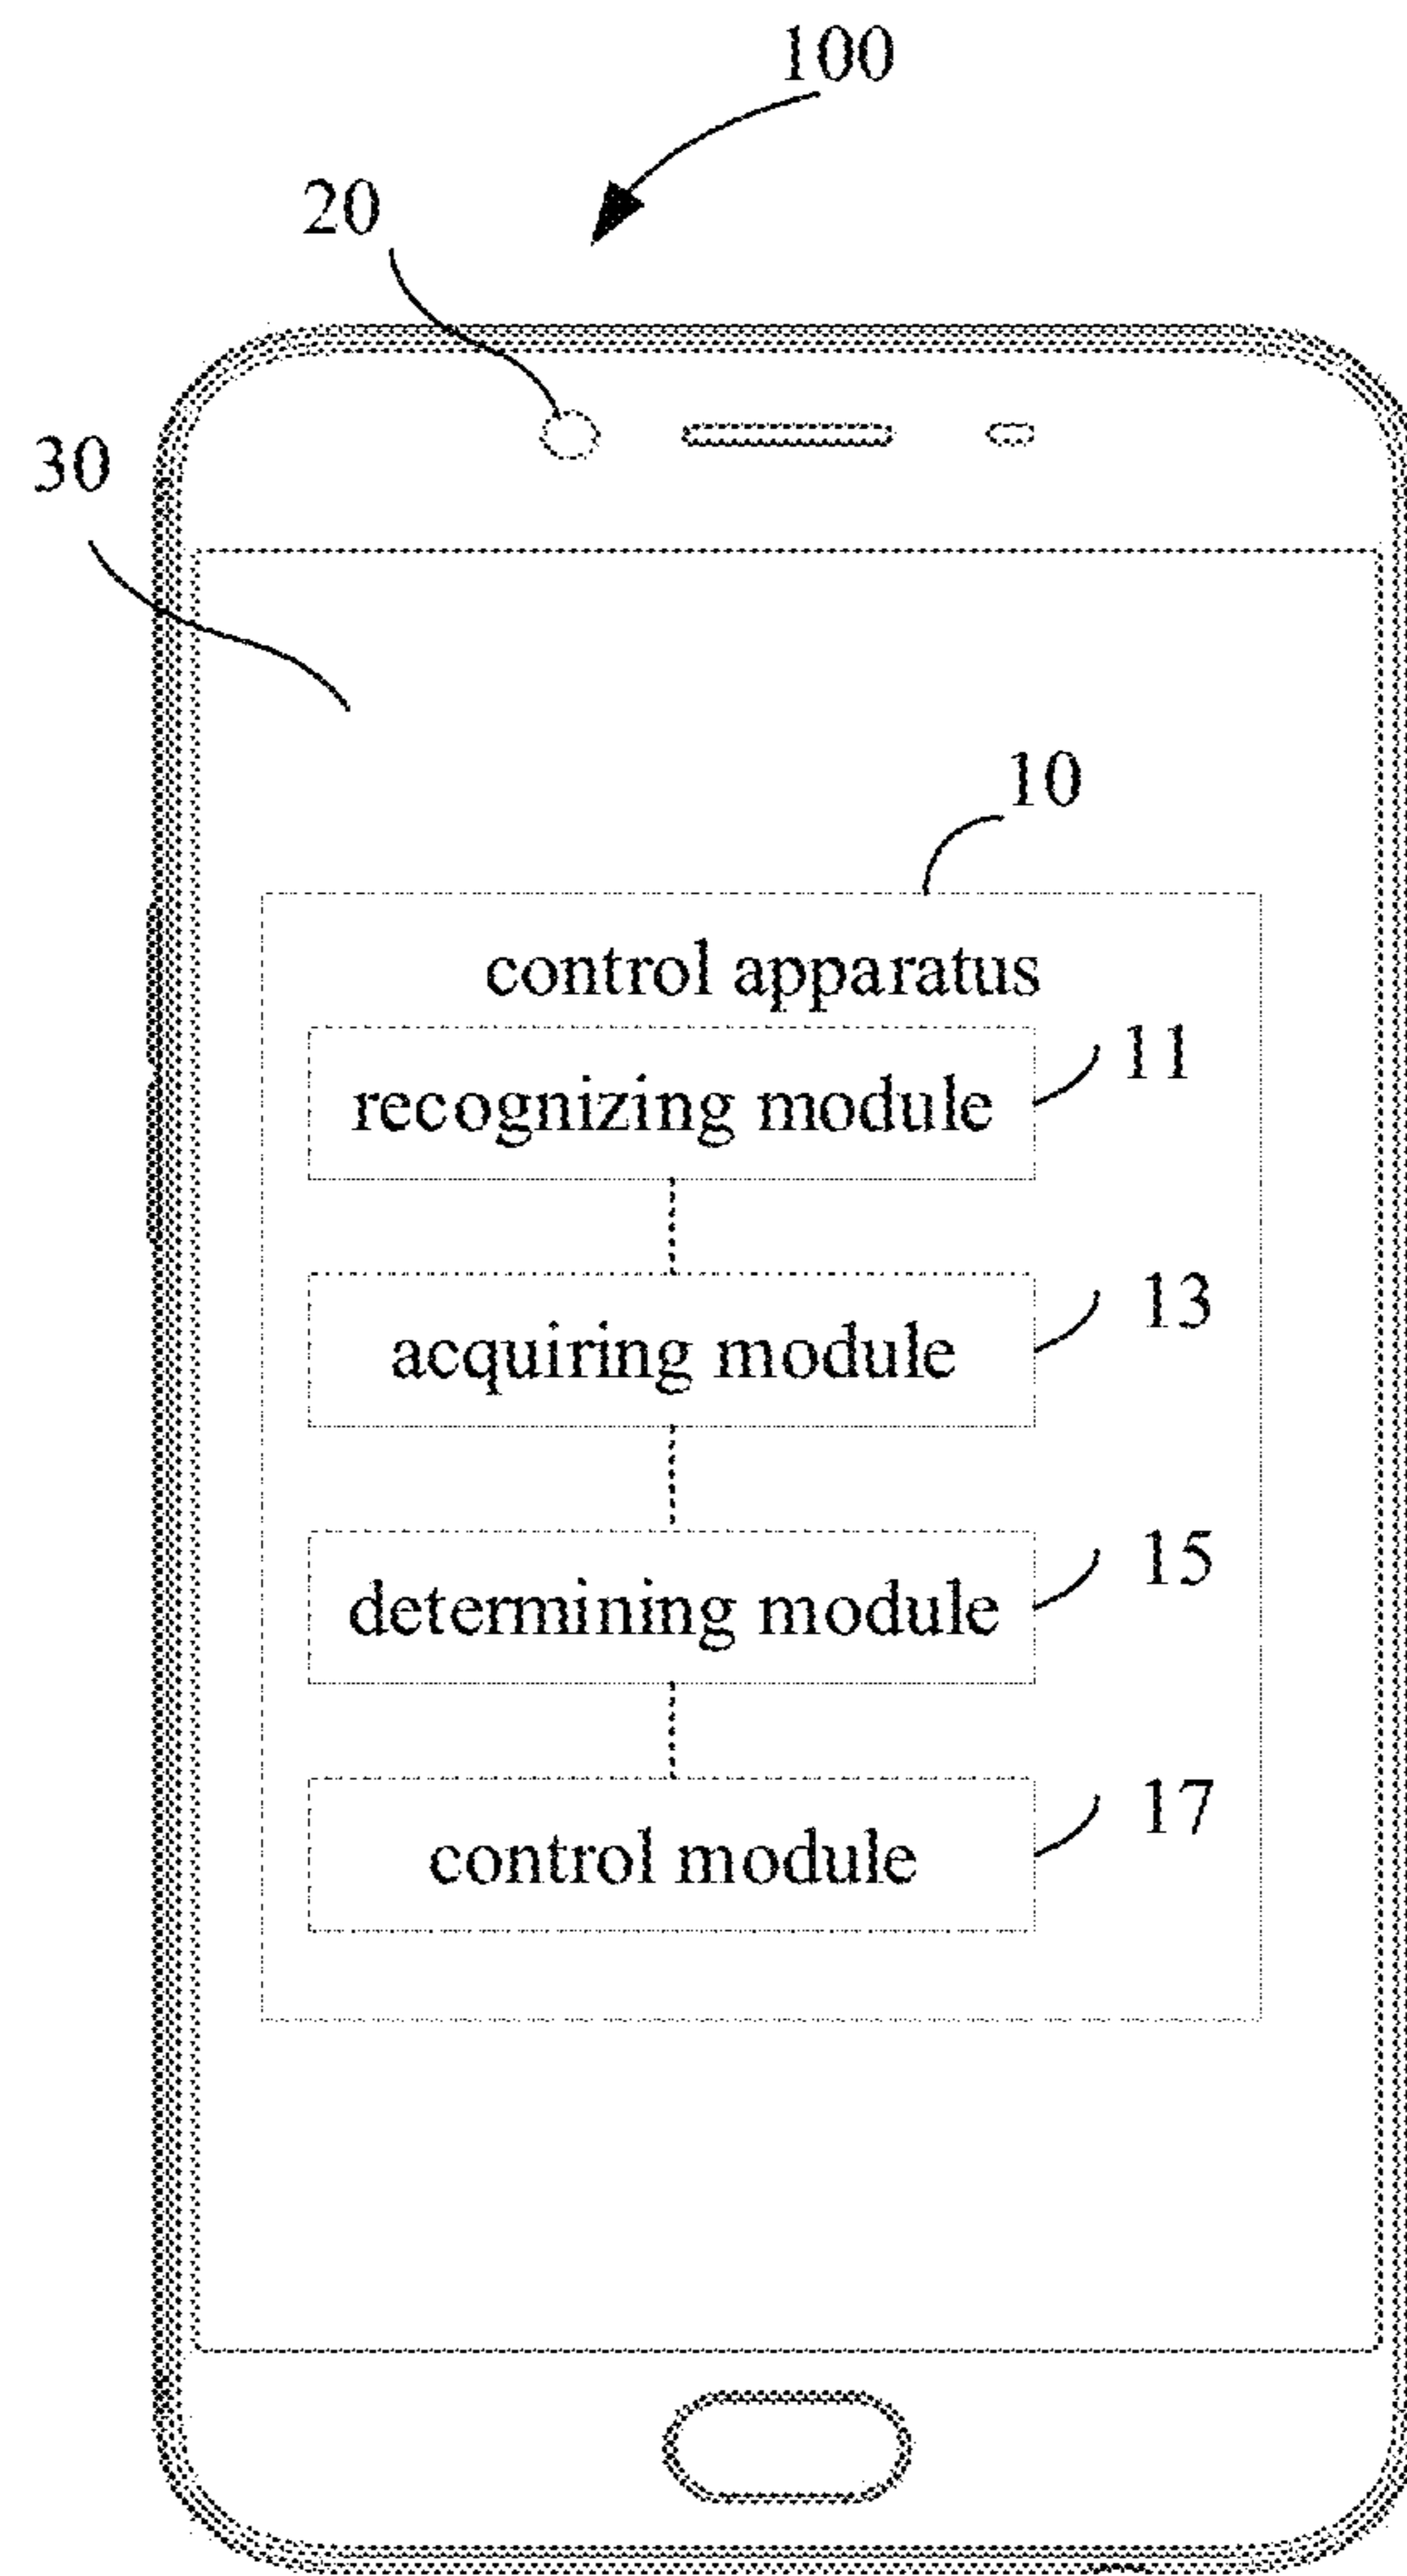 100
20
30
10
control apparatus
recognizing module
11
acquiring module
13
determining module
15
control module
17